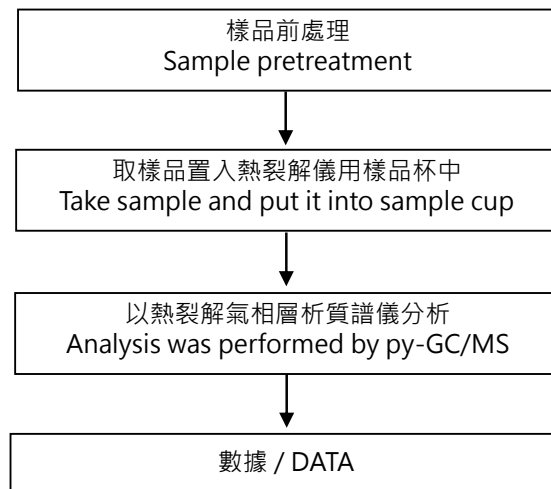 樣品前處理
Sample pretreatment
取樣品置入熱裂解儀用樣品杯中
Take sample and put it into sample cup
以熱裂解氣相層析質譜儀分析
Analysis was performed by py-GC/MS
數據 / DATA